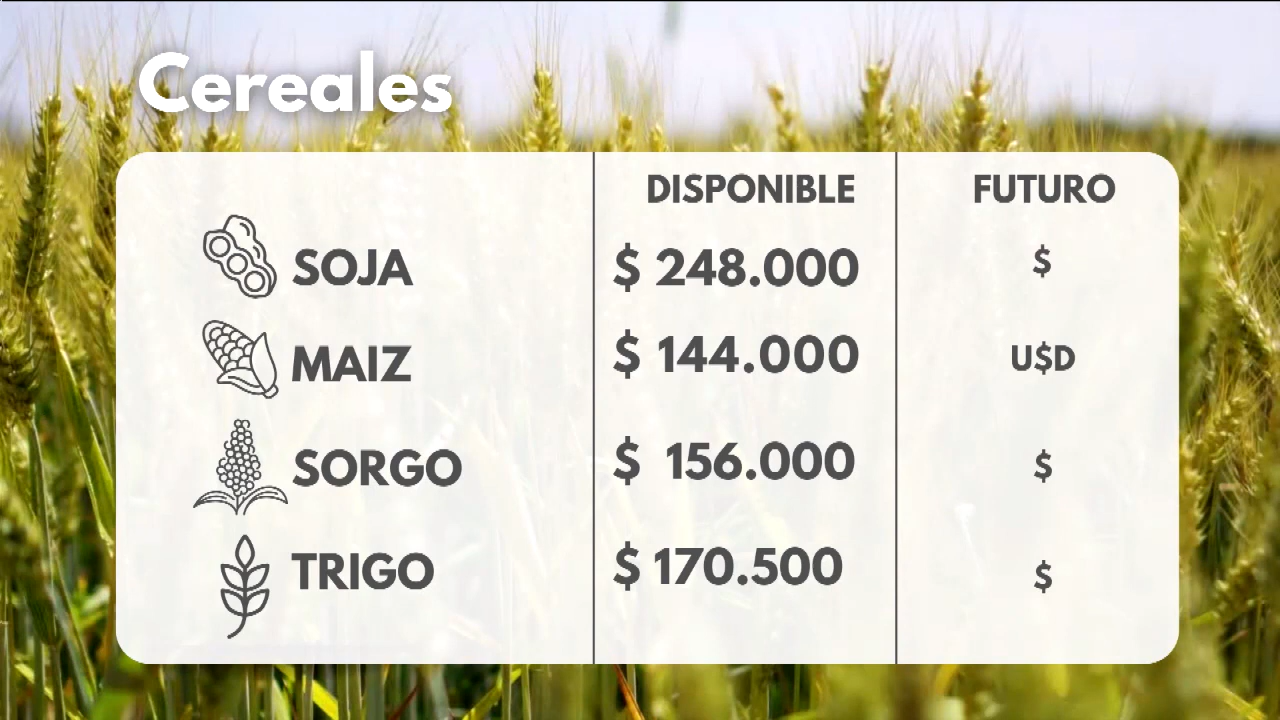 Cereales
DISPONIBLE FUTURO
SOJA $ 248.000 $
MAIZ $ 144.000 U$D
SORGO $ 156.000 $
TRIGO $ 170.500 $